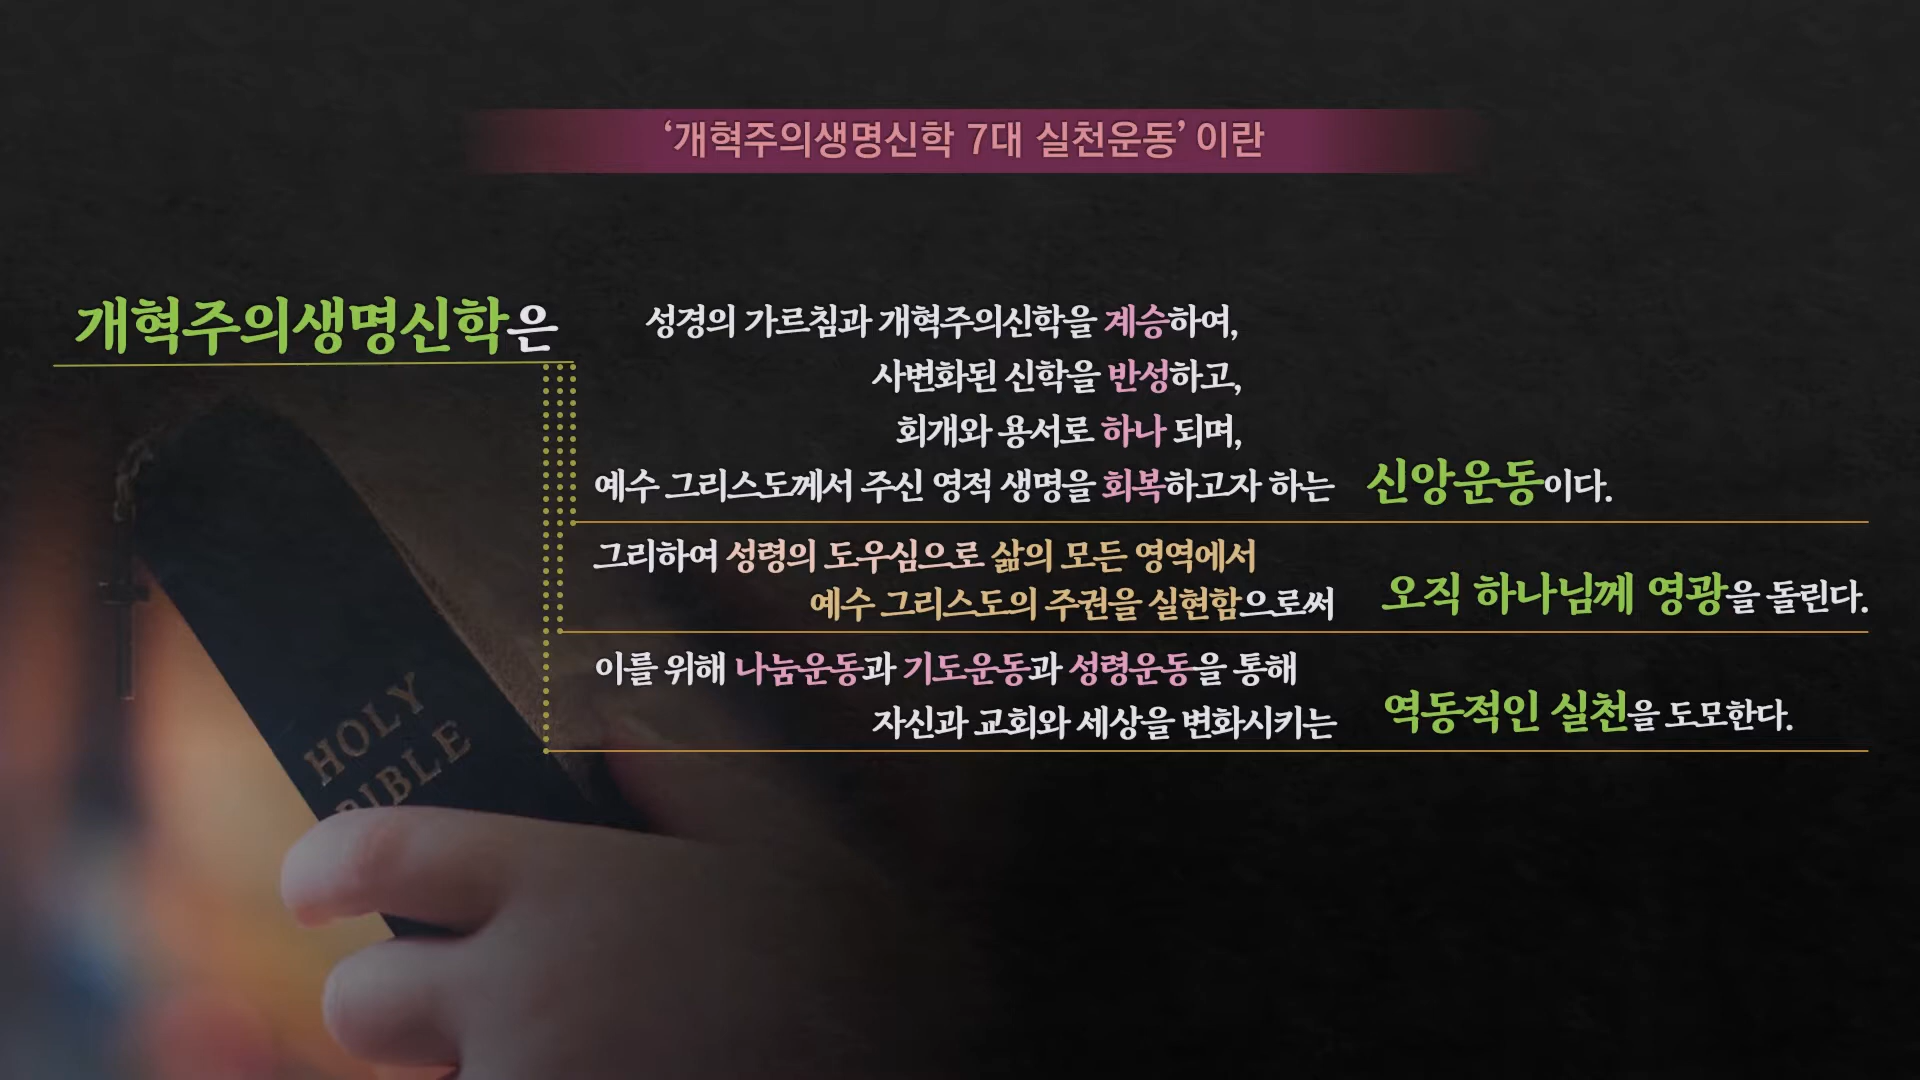 ‘개혁주의생명신학 7대 실천운동’ 이란
개혁주의생명신학은
성경의 가르침과 개혁주의신학을 계승하여,
사변화된 신학을 반성하고,
회개와 용서로 하나 되며,
예수 그리스도께서 주신 영적 생명을 회복하고자 하는 신앙운동이다.
그리하여 성령의 도우심으로 삶의 모든 영역에서
예수 그리스도의 주권을 실현함으로써 오직 하나님께 영광을 돌린다.
이를 위해 나눔운동과 기도운동과 성령운동을 통해
자신과 교회와 세상을 변화시키는 역동적인 실천을 도모한다.
HOLY
BIBLE